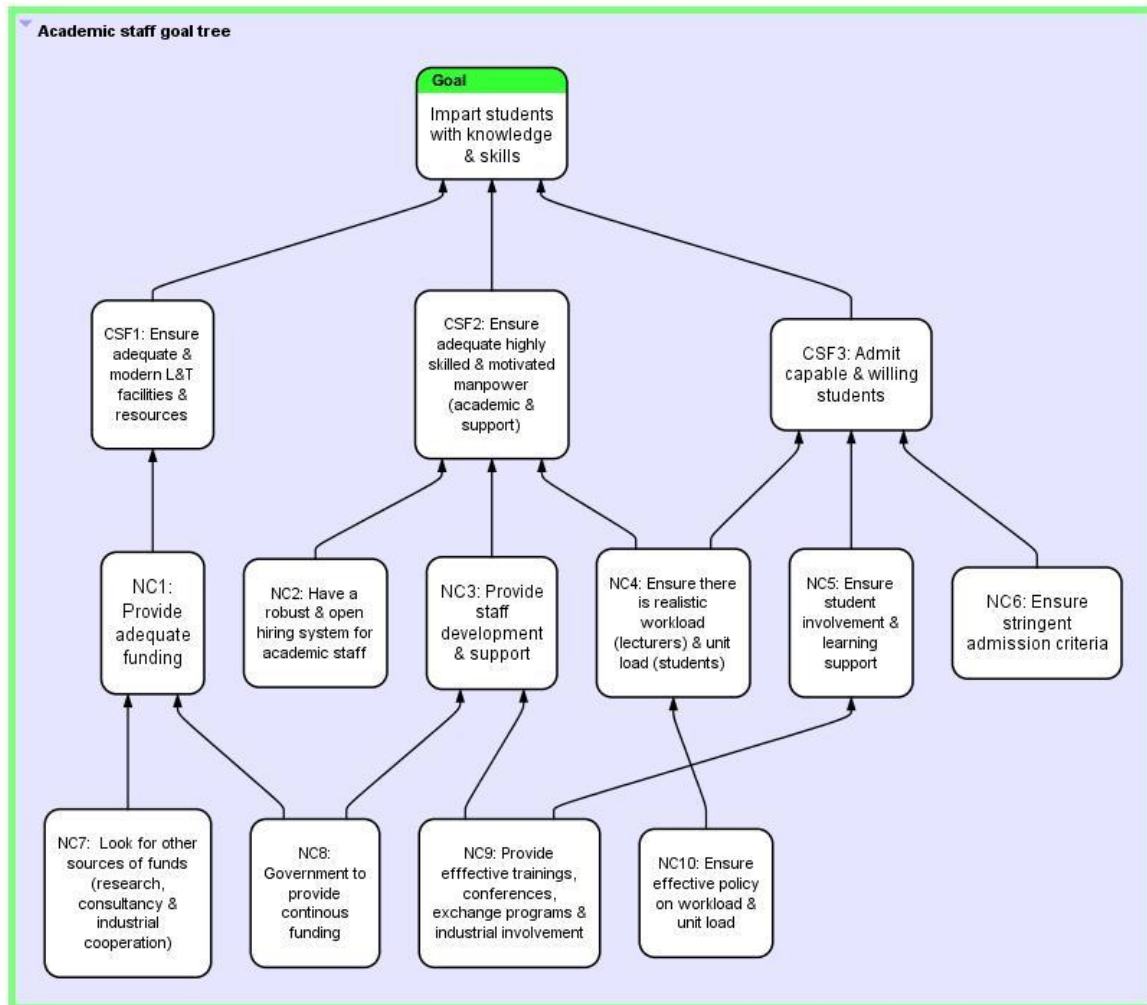 Academic staff goal tree
Goal
Impart students
with knowledge
& skills
CSF1: Ensure
adequate &
modern L&T
facilities &
resources
CSF2: Ensure
adequate highly
skilled & motivated
manpower
(academic &
support)
CSF3: Admit
capable & willing
students
NC1:
Provide
adequate
funding
NC2: Have a
robust & open
hiring system for
academic staff
NC3: Provide
staff
development
& support
NC4: Ensure there
is realistic
workload
(lecturers) & unit
load (students)
NC5: Ensure
student
involvement &
learning
support
NC6: Ensure
stringent
admission criteria
NC7: Look for other
sources of funds
(research,
consultancy &
industrial
cooperation)
NC8:
Government to
provide
continous
funding
NC9: Provide
efffective trainings,
conferences,
exchange programs &
industrial involvement
NC10: Ensure
effective policy
on workload &
unit load